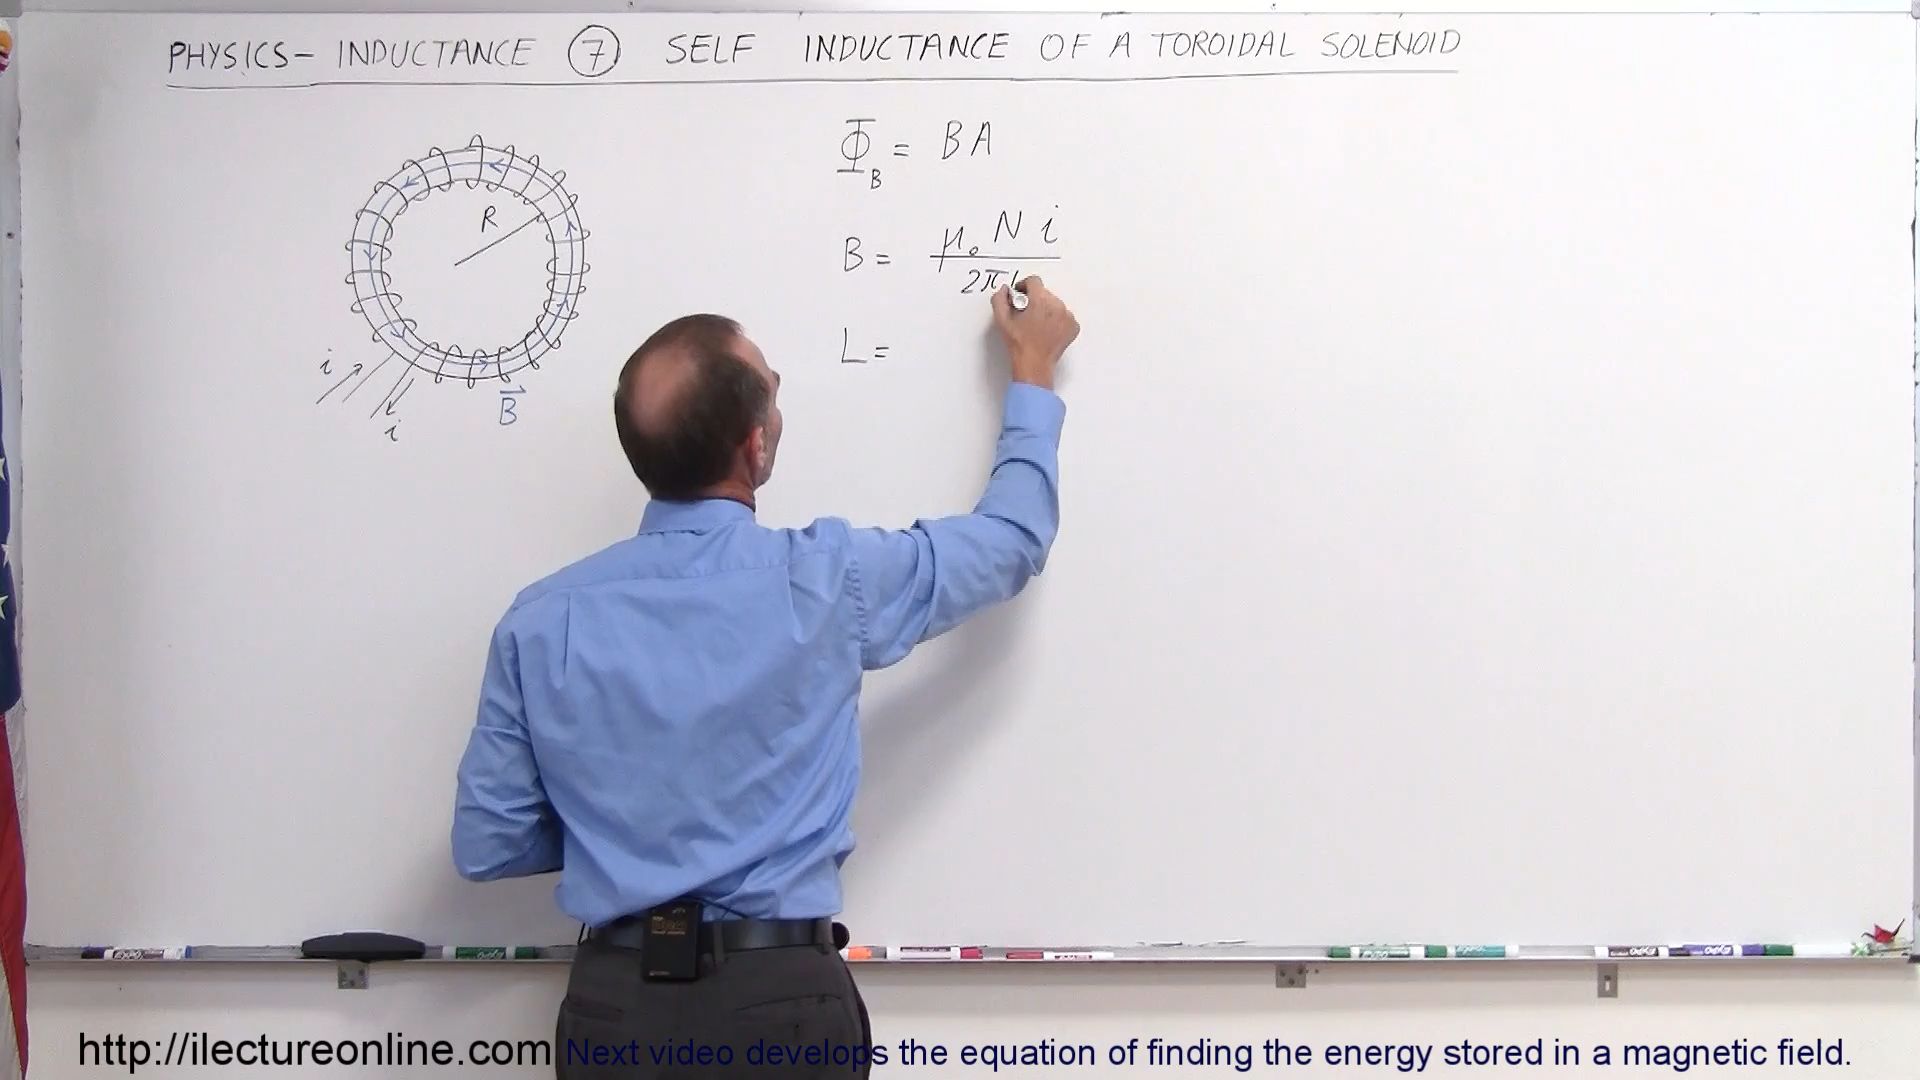 PHYSICS- INDUCTANCE 7 SELF INDUCTANCE OF A TOROIDAL SOLENOID
R
i
i
B
Φ_B = BA
B = μ₀ N i / 2π
L =
http://ilectureonline.com Next video develops the equation of finding the energy stored in a magnetic field.